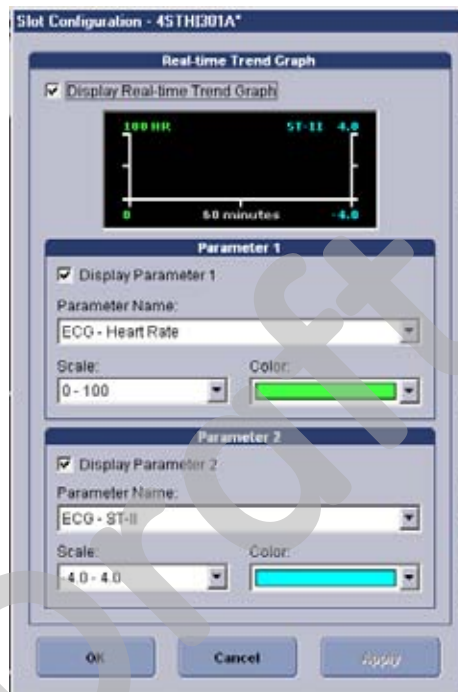 Slot Configuration - 4STHI301A*
Real-time Trend Graph
Display Real-time Trend Graph
100 HR ST-II 4.0
0 60 minutes -4.0
Parameter 1
Display Parameter 1
Parameter Name:
ECG - Heart Rate
Scale: Color:
0 - 100
Parameter 2
Display Parameter 2
Parameter Name:
ECG - ST-II
Scale: Color:
-4.0 - 4.0
OK Cancel Apply
Draft